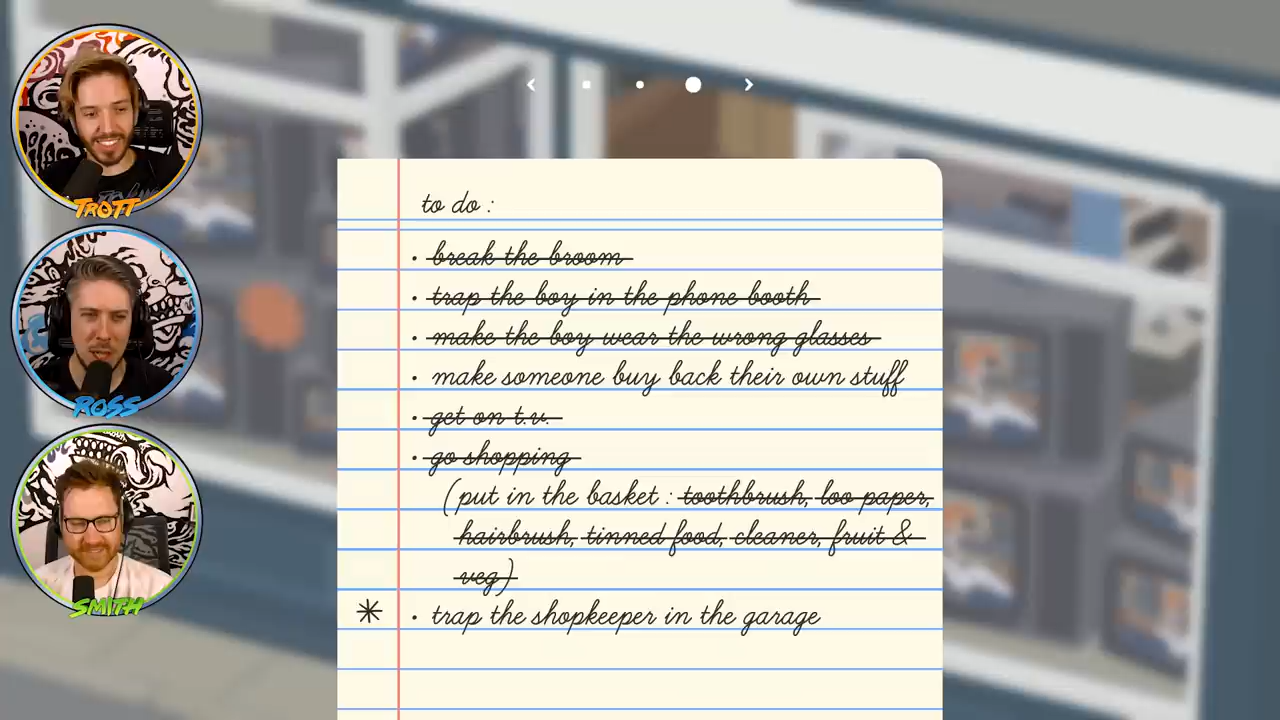 TROTT
ROSS
SMITH
to do :
• break the broom
• trap the boy in the phone booth
• make the boy wear the wrong glasses
• make someone buy back their own stuff
• get on t.v.
• go shopping
(put in the basket : toothbrush, loo paper,
hairbrush, tinned food, cleaner, fruit &
veg)
* • trap the shopkeeper in the garage